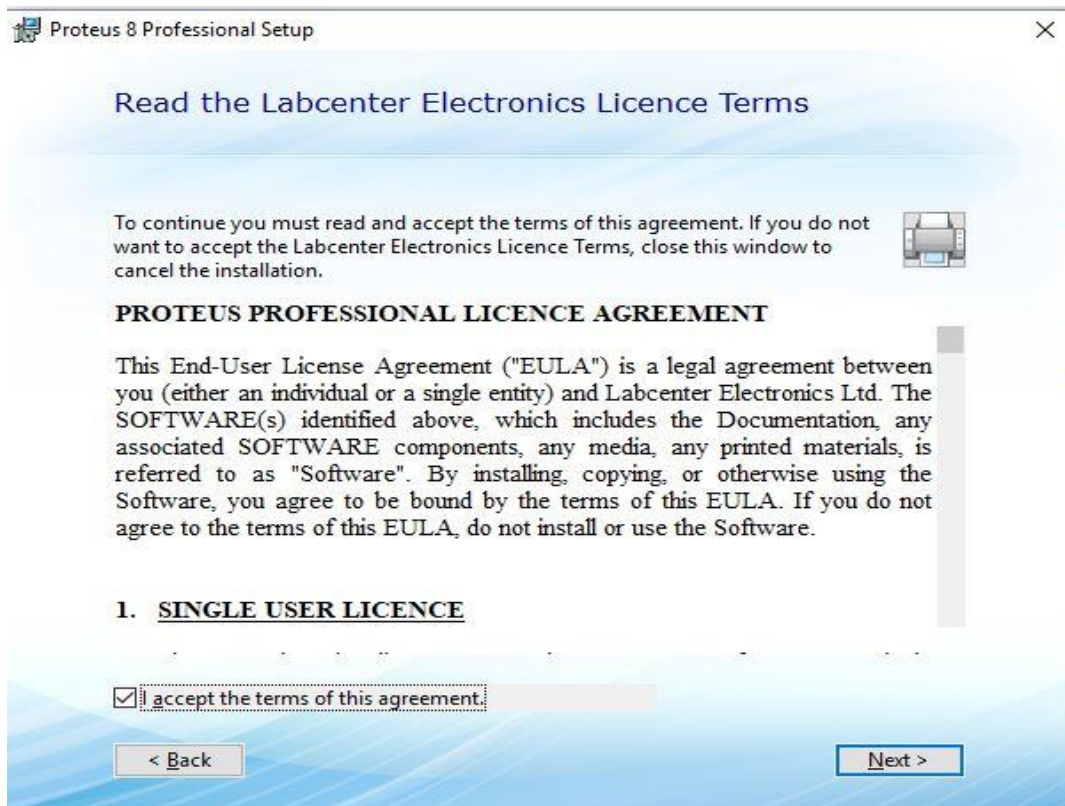 Proteus 8 Professional Setup
Read the Labcenter Electronics Licence Terms
To continue you must read and accept the terms of this agreement. If you do not
want to accept the Labcenter Electronics Licence Terms, close this window to
cancel the installation.
PROTEUS PROFESSIONAL LICENCE AGREEMENT
This End-User License Agreement ("EULA") is a legal agreement between
you (either an individual or a single entity) and Labcenter Electronics Ltd. The
SOFTWARE(s) identified above, which includes the Documentation, any
associated SOFTWARE components, any media, any printed materials, is
referred to as "Software". By installing, copying, or otherwise using the
Software, you agree to be bound by the terms of this EULA. If you do not
agree to the terms of this EULA, do not install or use the Software.
1. SINGLE USER LICENCE
I accept the terms of this agreement.
< Back
Next >